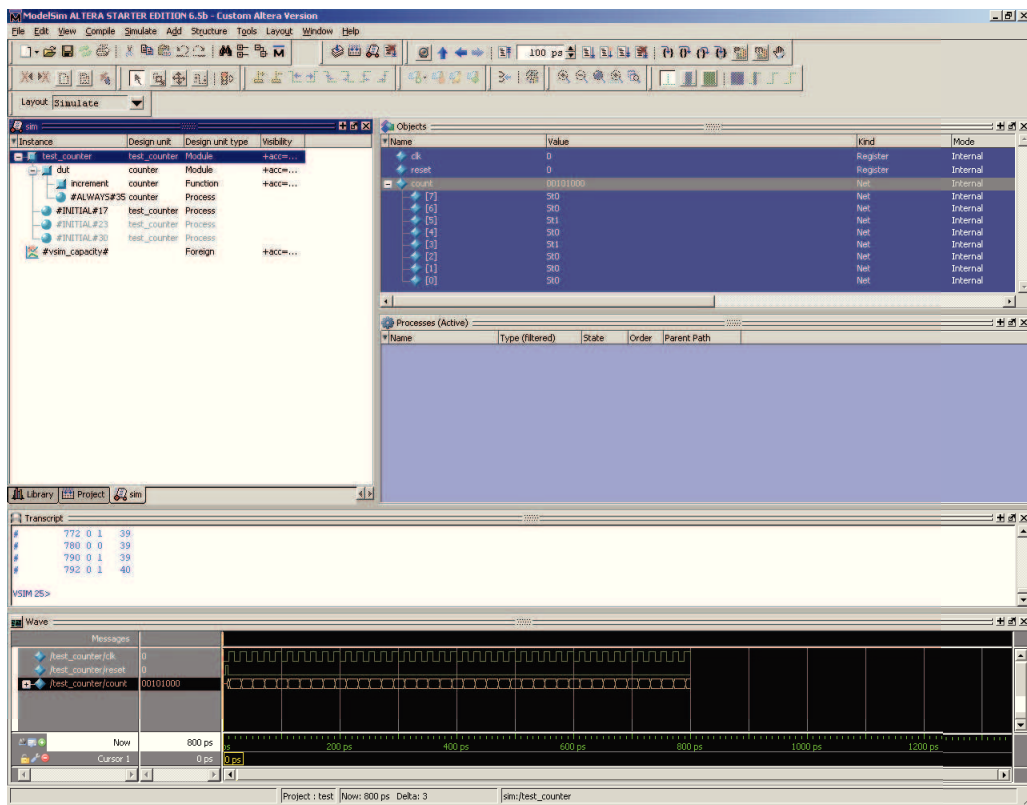 ModelSim ALTERA STARTER EDITION 6.5b - Custom Altera Version
File Edit View Compile Simulate Add Structure Tools Layout Window Help
100 ps
Layout Simulate
sim
Instance Design unit Design unit type Visibility
test_counter test_counter Module +acc=...
dut counter Module +acc=...
increment counter Function +acc=...
#ALWAYS#35 counter Process
#INITIAL#17 test_counter Process
#INITIAL#23 test_counter Process
#INITIAL#30 test_counter Process
#vsim_capacity# Foreign +acc=...
Library Project sim
Objects
Name Value Kind Mode
clk 0 Register Internal
reset 0 Register Internal
count 00101000 Net Internal
[7] St0 Net Internal
[6] St0 Net Internal
[5] St1 Net Internal
[4] St0 Net Internal
[3] St1 Net Internal
[2] St0 Net Internal
[1] St0 Net Internal
[0] St0 Net Internal
Processes (Active)
Name Type (filtered) State Order Parent Path
Transcript
# 772 0 1 39
# 780 0 0 39
# 790 0 1 39
# 792 0 1 40
VSIM 25>
Wave
Messages
/test_counter/clk 0
/test_counter/reset 0
/test_counter/count 00101000
Now 800 ps ps 200 ps 400 ps 600 ps 800 ps 1000 ps 1200 ps
Cursor 1 0 ps 0 ps
Project : test Now: 800 ps Delta: 3 sim:/test_counter